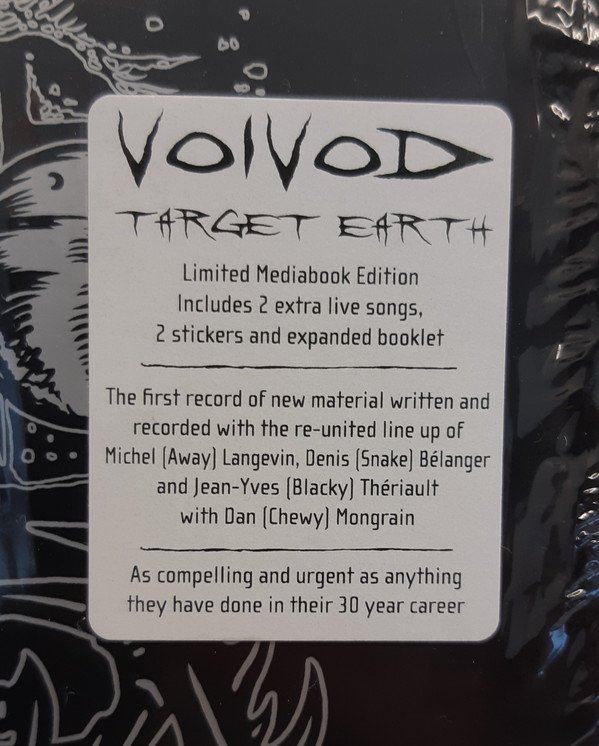 VOIVOD
TARGET EARTH
Limited Mediabook Edition
Includes 2 extra live songs,
2 stickers and expanded booklet
The first record of new material written and
recorded with the re-united line up of
Michel (Away) Langevin, Denis (Snake) Bélanger
and Jean-Yves (Blacky) Thériault
with Dan (Chewy) Mongrain
As compelling and urgent as anything
they have done in their 30 year career